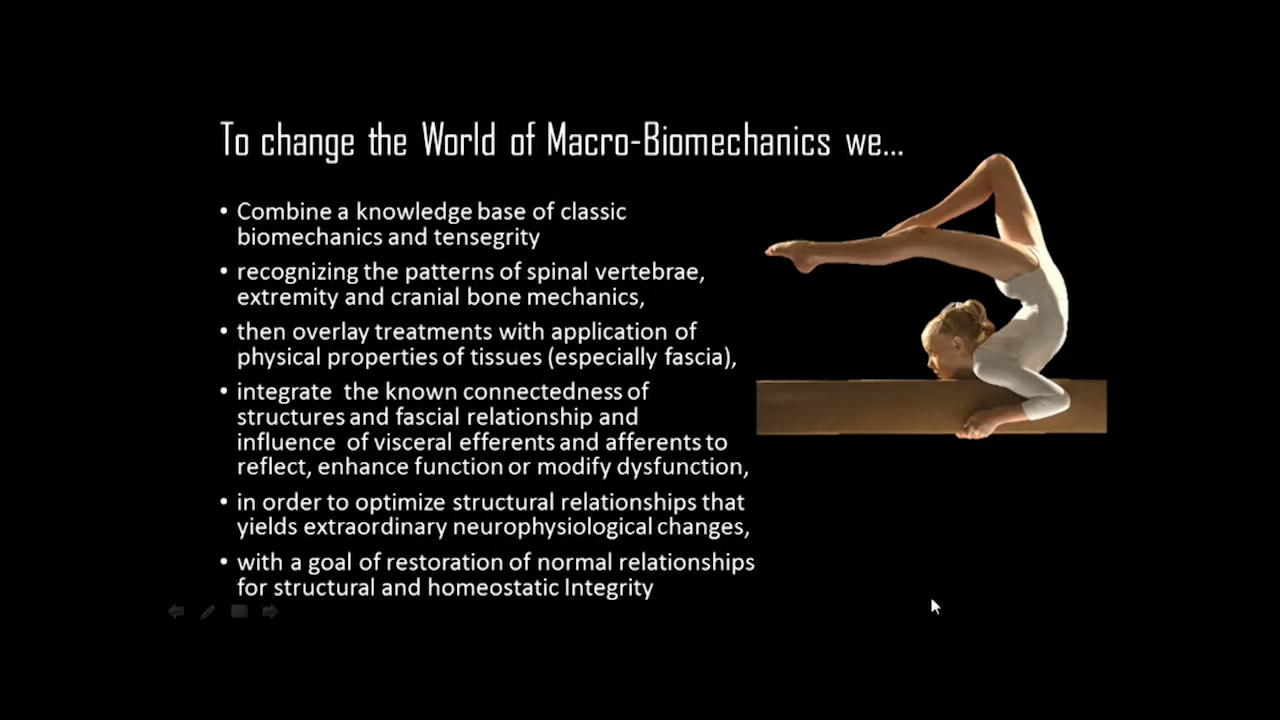 To change the World of Macro-Biomechanics we...
• Combine a knowledge base of classic
biomechanics and tensegrity
• recognizing the patterns of spinal vertebrae,
extremity and cranial bone mechanics,
• then overlay treatments with application of
physical properties of tissues (especially fascia),
• integrate  the known connectedness of
structures and fascial relationship and
influence  of visceral efferents and afferents to
reflect, enhance function or modify dysfunction,
• in order to optimize structural relationships that
yields extraordinary neurophysiological changes,
• with a goal of restoration of normal relationships
for structural and homeostatic Integrity